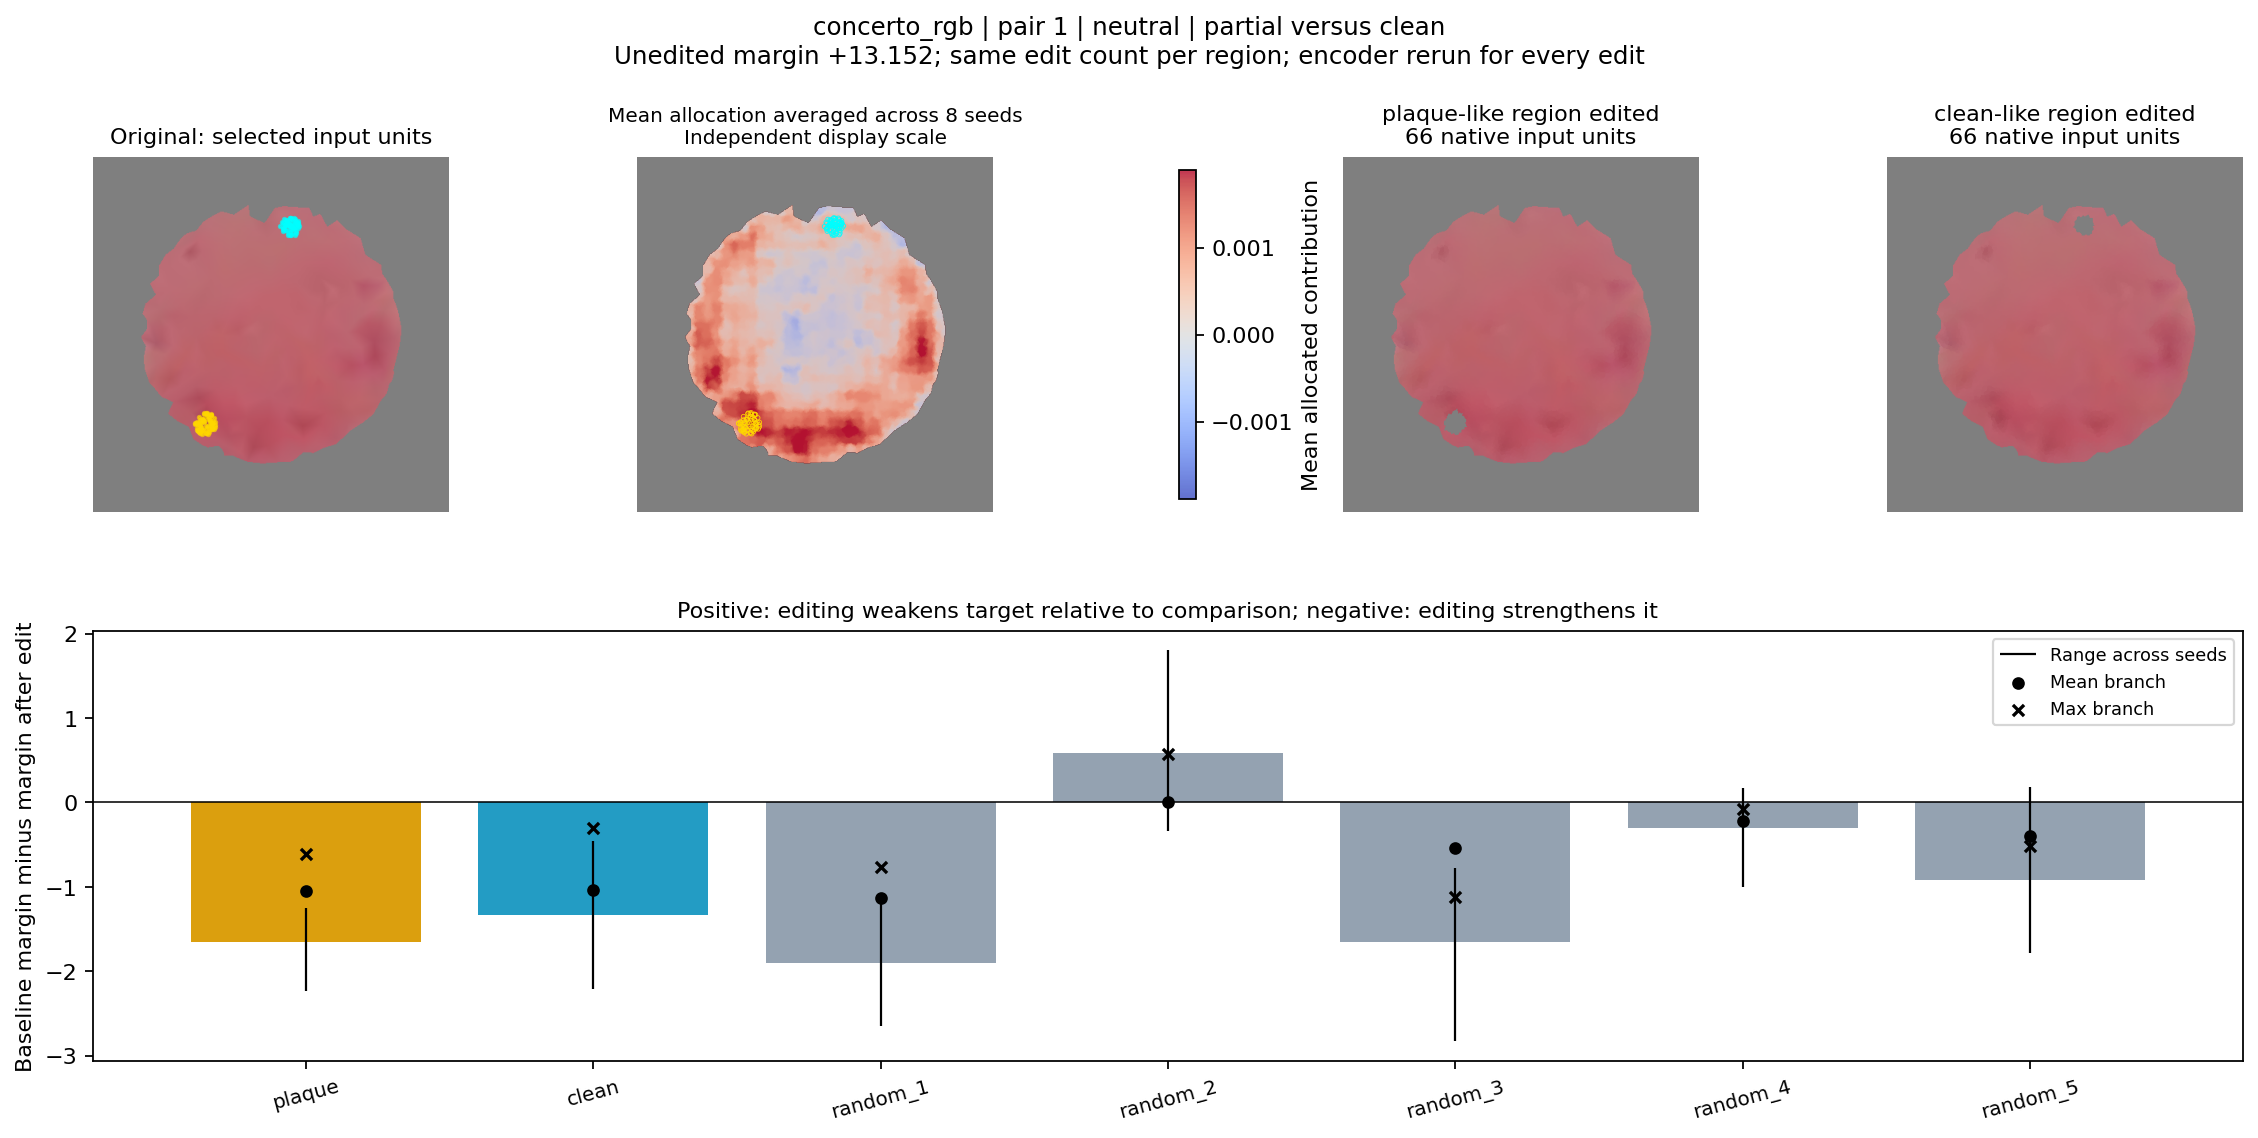 concerto_rgb | pair 1 | neutral | partial versus clean
Unedited margin +13.152; same edit count per region; encoder rerun for every edit
Original: selected input units
Mean allocation averaged across 8 seeds
Independent display scale
plaque-like region edited
66 native input units
clean-like region edited
66 native input units
0.001
0.000
−0.001
Mean allocated contribution
Positive: editing weakens target relative to comparison; negative: editing strengthens it
Baseline margin minus margin after edit
2
1
0
−1
−2
−3
Range across seeds
Mean branch
Max branch
plaque
clean
random_1
random_2
random_3
random_4
random_5